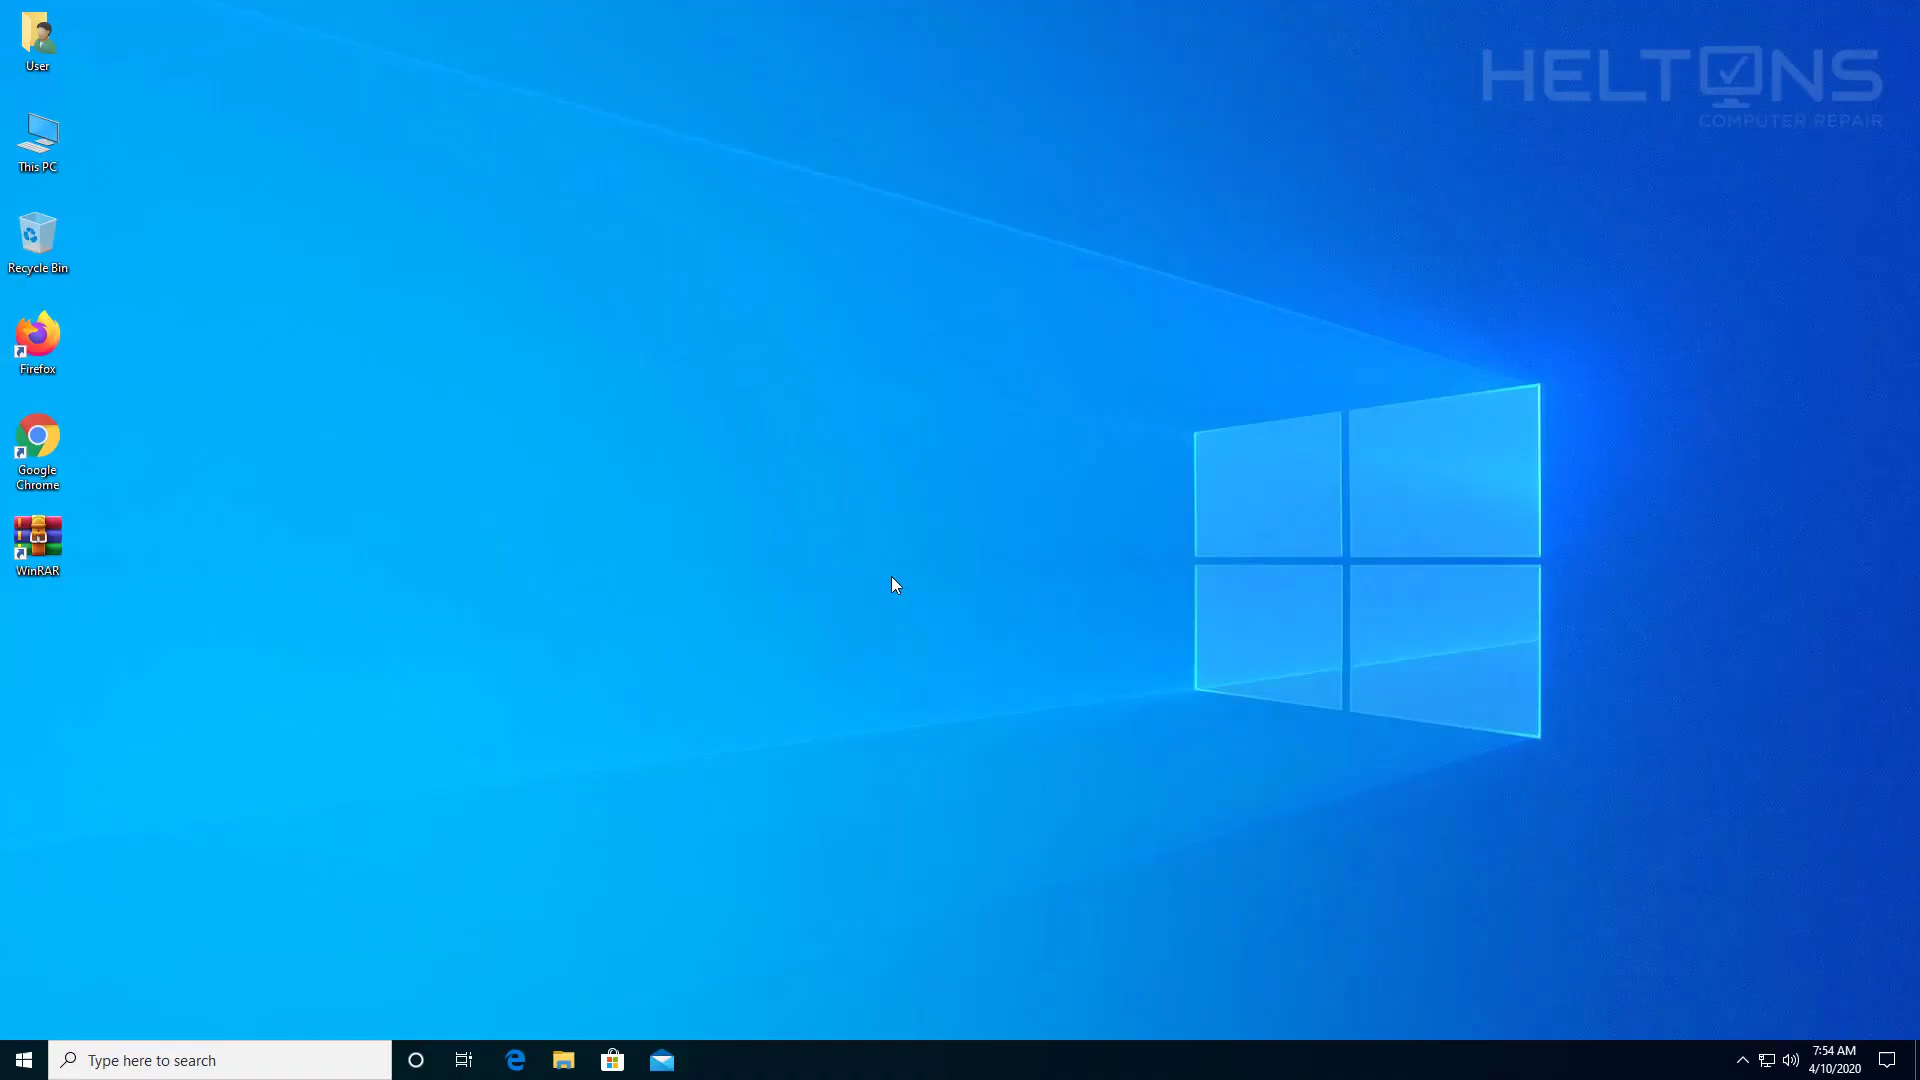 User
This PC
Recycle Bin
Firefox
Google
Chrome
WinRAR
HELTONS
COMPUTER REPAIR
Type here to search
7:54 AM
4/10/2020